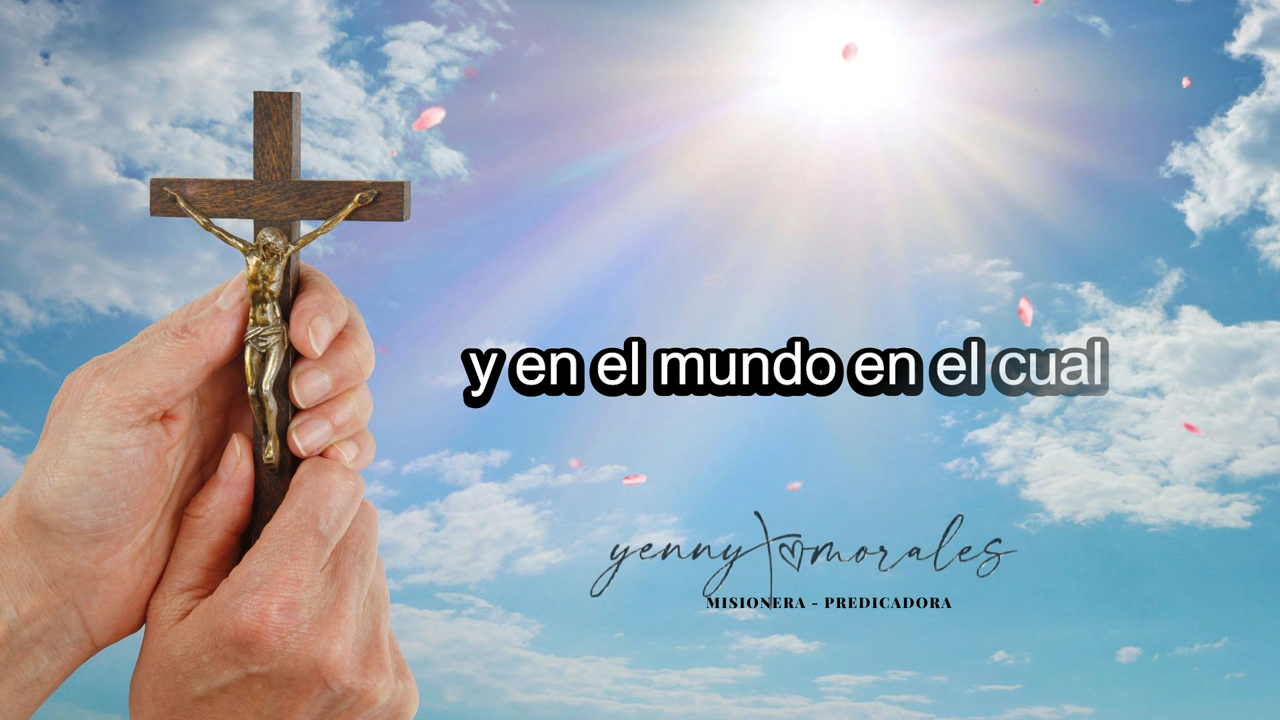 y en el mundo en el cual
yenny morales
MISIONERA - PREDICADORA